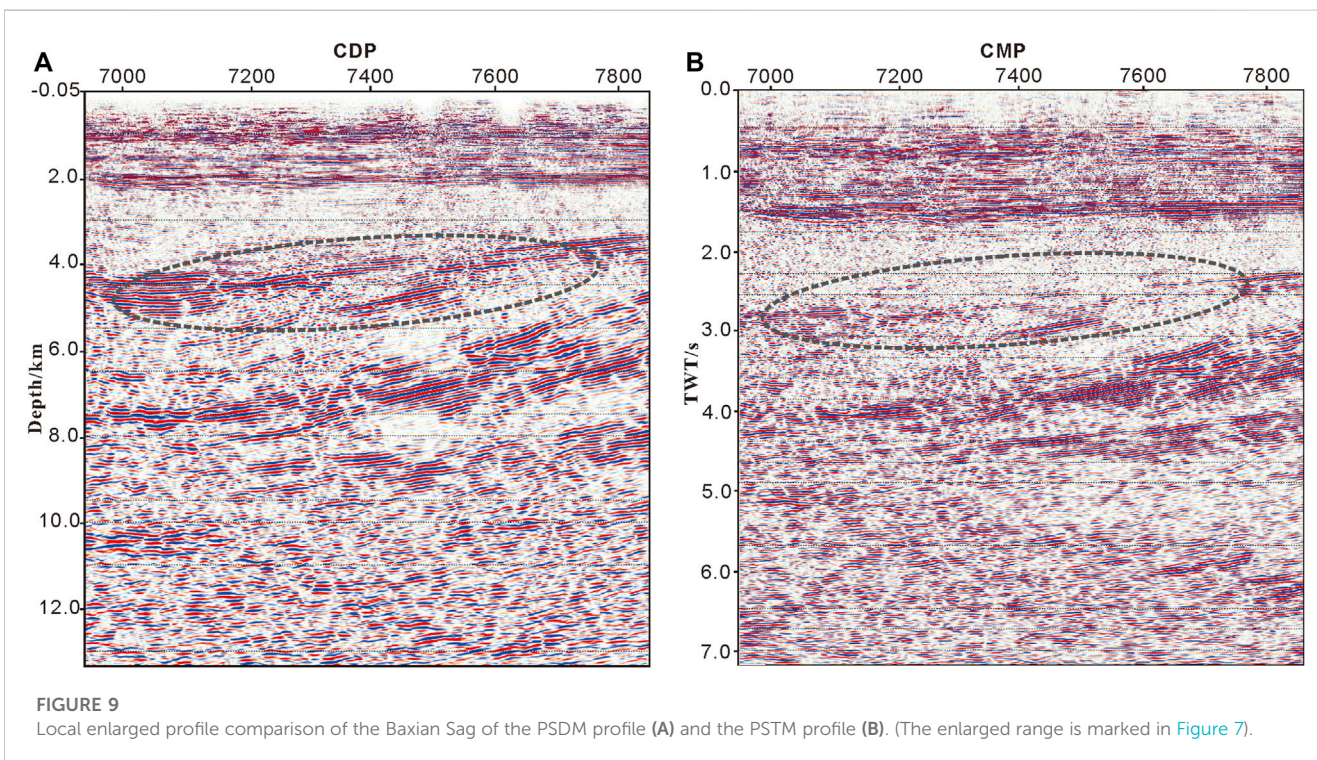 CDP
A
7000 7200 7400 7600 7800
-0.05
2.0
4.0
6.0
8.0
10.0
12.0
Depth/km
CMP
B
7000 7200 7400 7600 7800
0.0
1.0
2.0
3.0
4.0
5.0
6.0
7.0
TWT/s
FIGURE 9
Local enlarged profile comparison of the Baxian Sag of the PSDM profile (A) and the PSTM profile (B). (The enlarged range is marked in Figure 7).